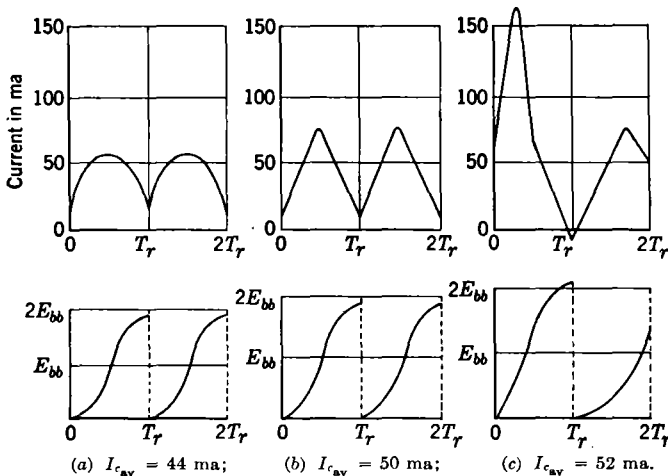 150
150
150
100
100
100
50
50
50
0
0
0
Current in ma
0 T_r 2T_r
0 T_r 2T_r
0 T_r 2T_r
2E_bb
2E_bb
2E_bb
E_bb
E_bb
E_bb
0 T_r 2T_r
0 T_r 2T_r
0 T_r 2T_r
(a) I_c_av = 44 ma;
(b) I_c_av = 50 ma;
(c) I_c_av = 52 ma.